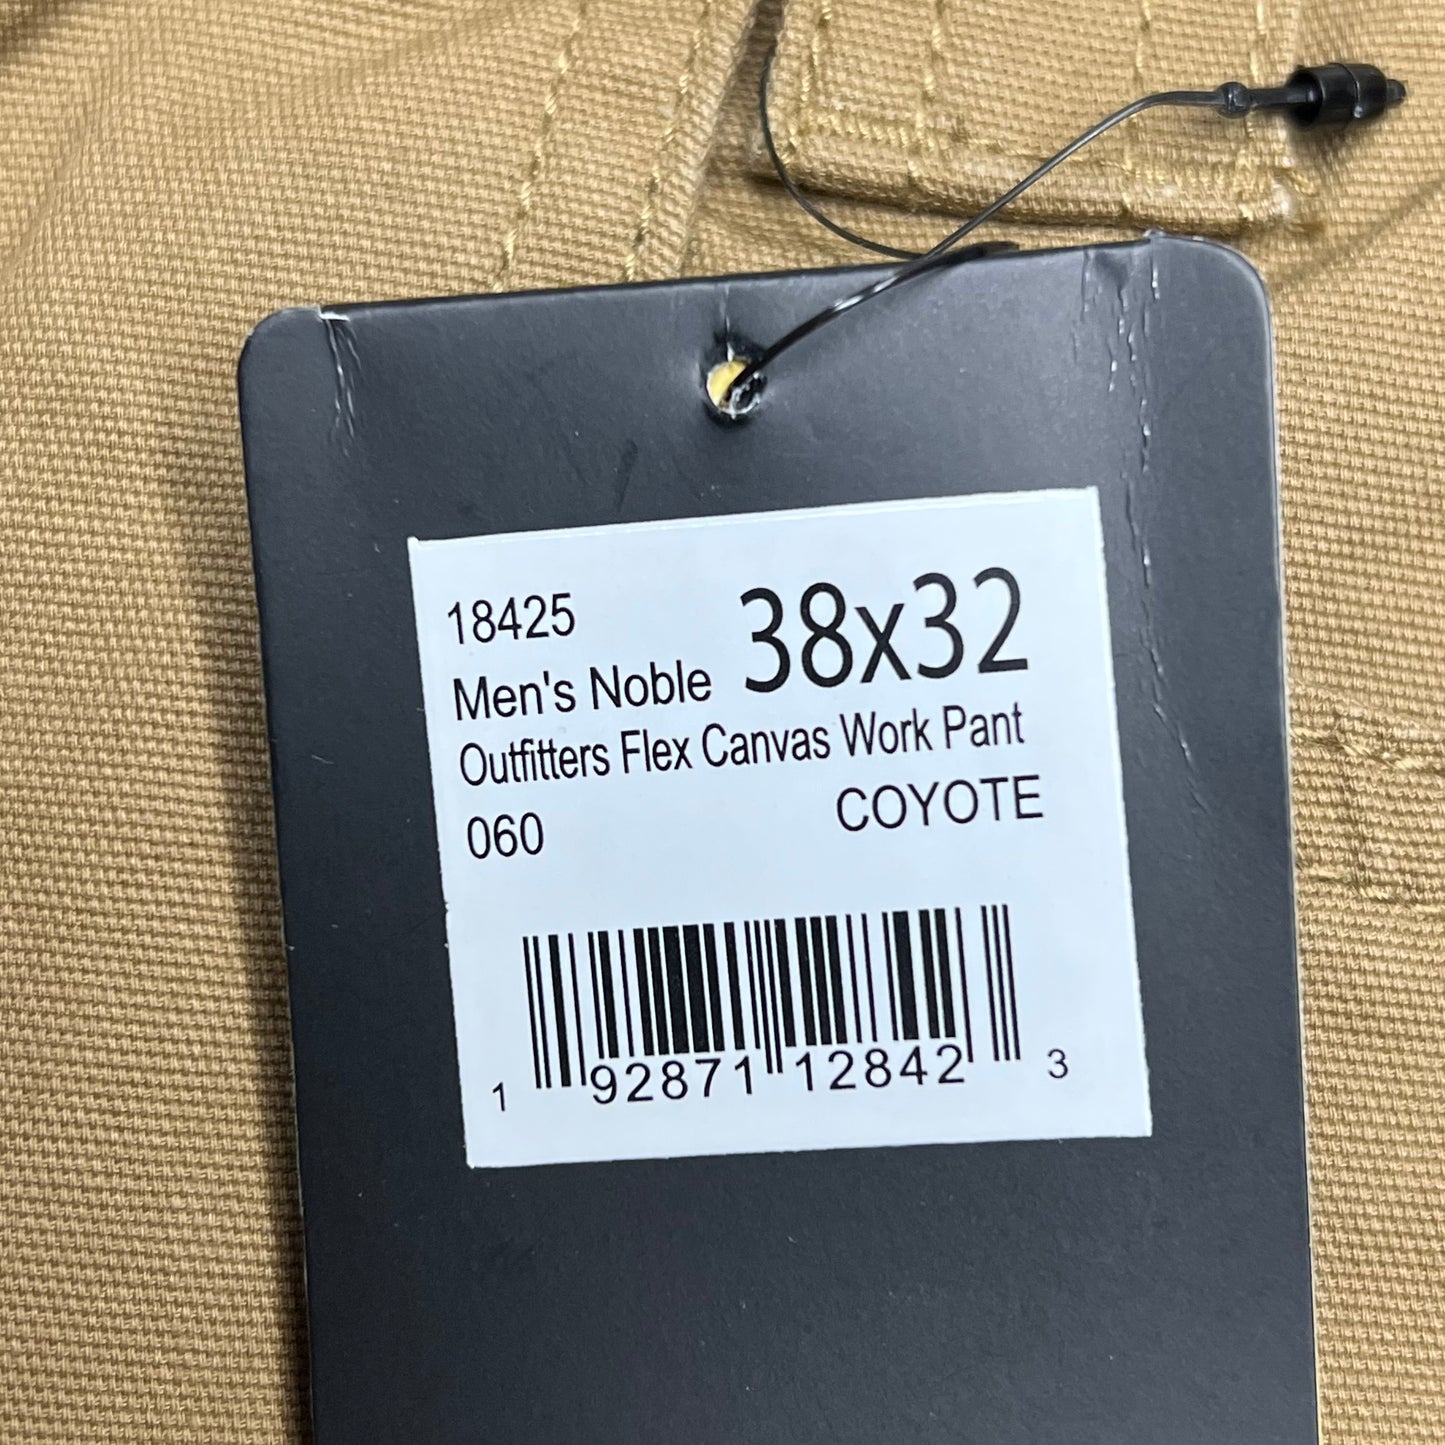 18425 38x32
Men's Noble
Outfitters Flex Canvas Work Pant
060 COYOTE
1 92871 12842 3